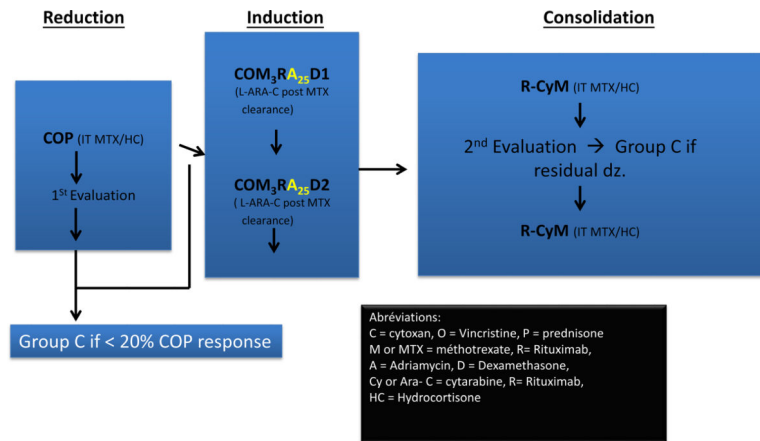 Reduction
Induction
Consolidation
COP (IT MTX/HC)
1St Evaluation
Group C if < 20% COP response
COM3RA25D1
(L-ARA-C post MTX
clearance)
COM3RA25D2
( L-ARA-C post MTX
clearance)
R-CyM (IT MTX/HC)
2nd Evaluation → Group C if
residual dz.
R-CyM (IT MTX/HC)
Abréviations:
C = cytoxan, O = Vincristine, P = prednisone
M or MTX = méthotrexate, R= Rituximab,
A = Adriamycin, D = Dexamethasone,
Cy or Ara- C = cytarabine, R= Rituximab,
HC = Hydrocortisone